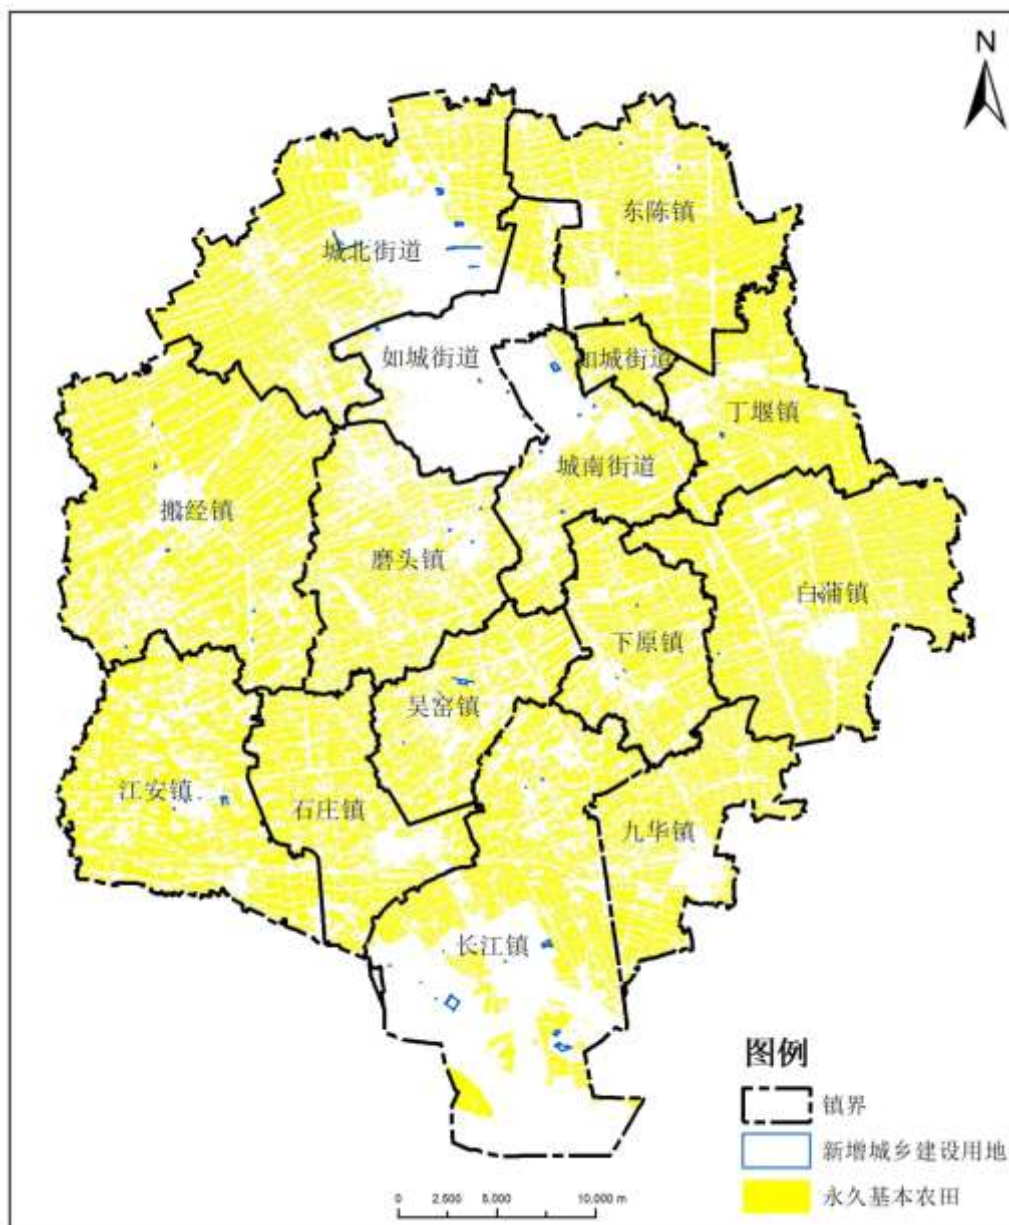 N
东陈镇
城北街道
如城街道
如城街道
丁堰镇
城南街道
搬经镇
磨头镇
白蒲镇
下原镇
吴窑镇
江安镇
石庄镇
九华镇
长江镇
图例
镇界
新增城乡建设用地
永久基本农田
0 2,500 5,000 10,000 m